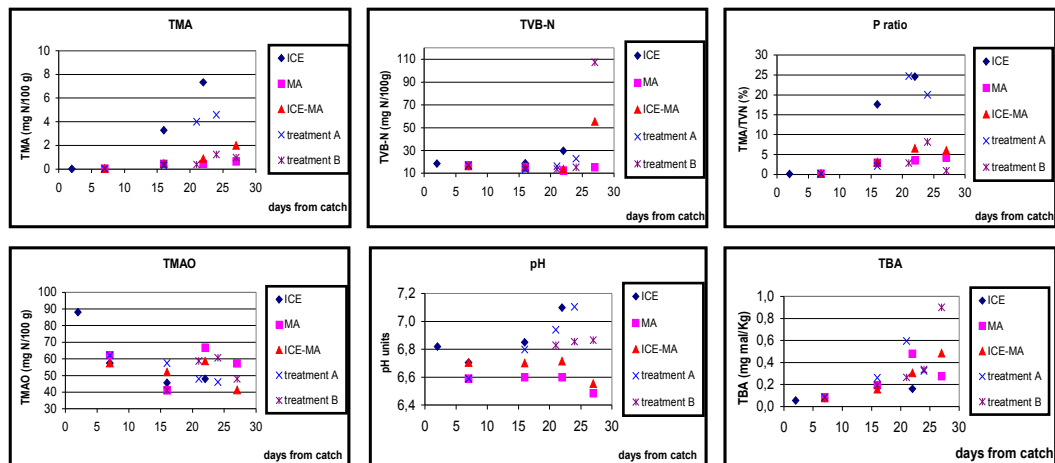 TMA
TMA (mg N/100 g)
10
8
6
4
2
0
0 5 10 15 20 25 30
days from catch
ICE
MA
ICE-MA
treatment A
treatment B
TVB-N
TVB-N (mg N/100g)
110
90
70
50
30
10
0 5 10 15 20 25 30
days from catch
ICE
MA
ICE-MA
treatment A
treatment B
P ratio
TMA/TVN (%)
30
25
20
15
10
5
0
0 5 10 15 20 25 30
days from catch
ICE
MA
ICE-MA
treatment A
treatment B
TMAO
TMAO (mg N/100 g)
100
90
80
70
60
50
40
30
0 5 10 15 20 25 30
days from catch
ICE
MA
ICE-MA
treatment A
treatment B
pH
pH units
7,2
7,0
6,8
6,6
6,4
0 5 10 15 20 25 30
days from catch
ICE
MA
ICE-MA
treatment A
treatment B
TBA
TBA (mg mal/Kg)
1,0
0,8
0,6
0,4
0,2
0,0
0 5 10 15 20 25 30
days from catch
ICE
MA
ICE-MA
treatment A
treatment B